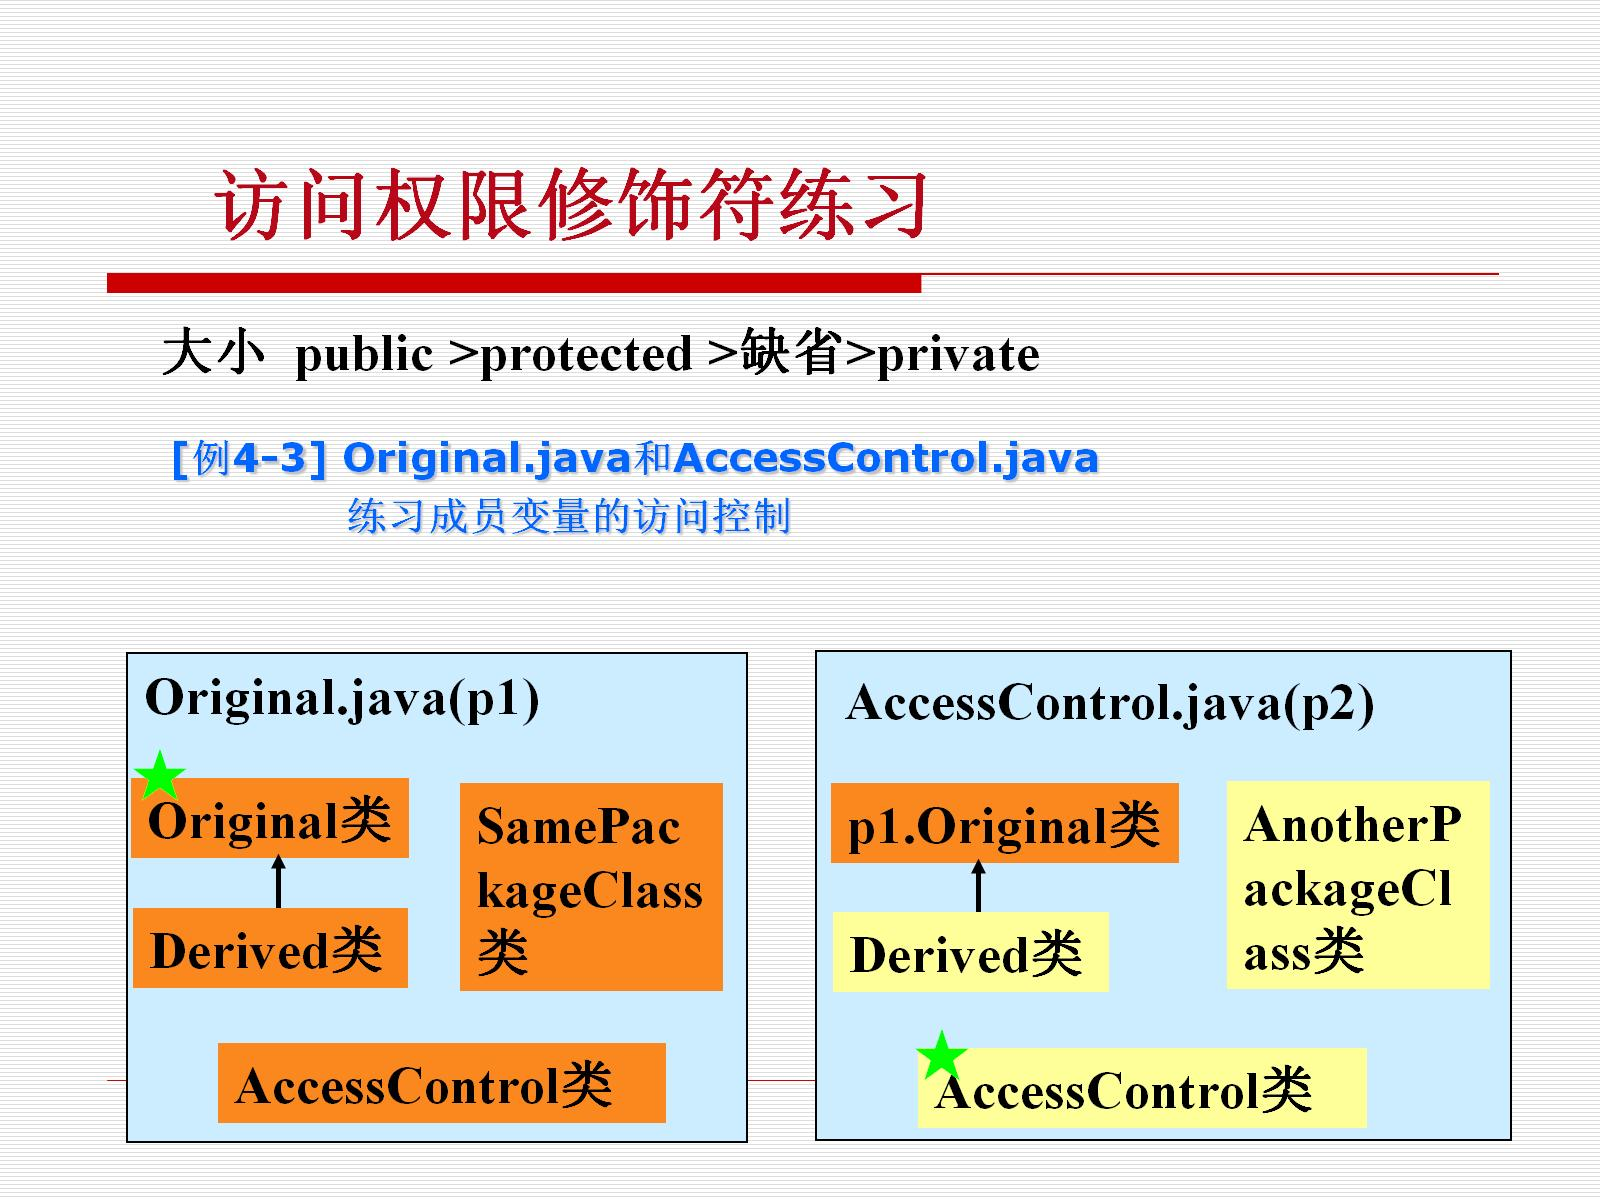 访问权限修饰符练习
大小 public >protected >缺省>private
[例4-3] Original.java和AccessControl.java
练习成员变量的访问控制
Original.java(p1)
Original类
SamePac
kageClass
类
Derived类
AccessControl类
AccessControl.java(p2)
p1.Original类
AnotherP
ackageCl
ass类
Derived类
AccessControl类